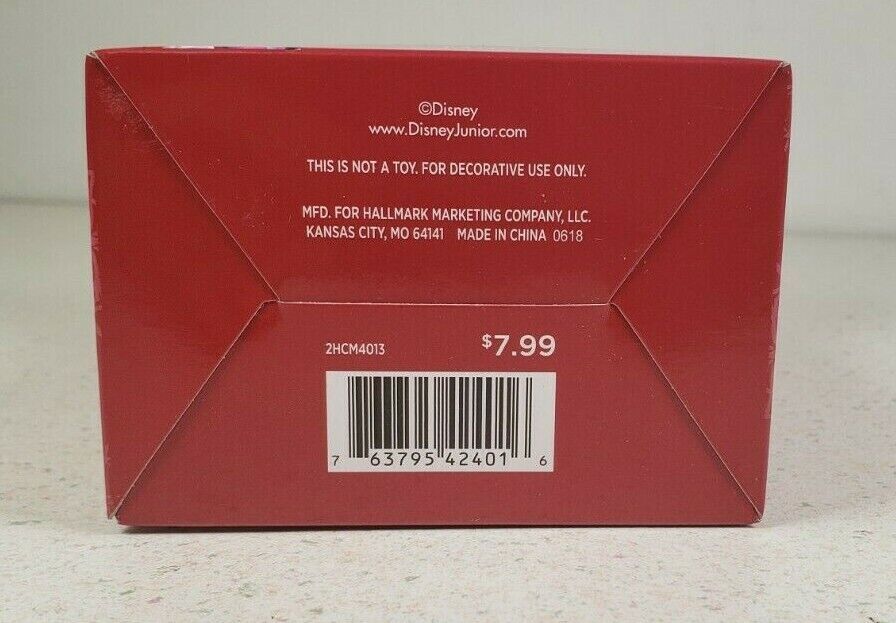 ©Disney
www.DisneyJunior.com
THIS IS NOT A TOY. FOR DECORATIVE USE ONLY.
MFD. FOR HALLMARK MARKETING COMPANY, LLC.
KANSAS CITY, MO 64141 MADE IN CHINA 0618
2HCM4013 $7.99
7 63795 42401 6